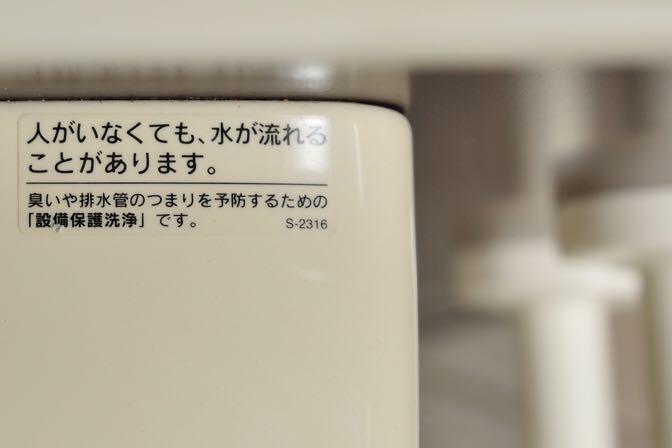 人がいなくても、水が流れる
ことがあります。
臭いや排水管のつまりを予防するための
「設備保護洗浄」です。 S-2316